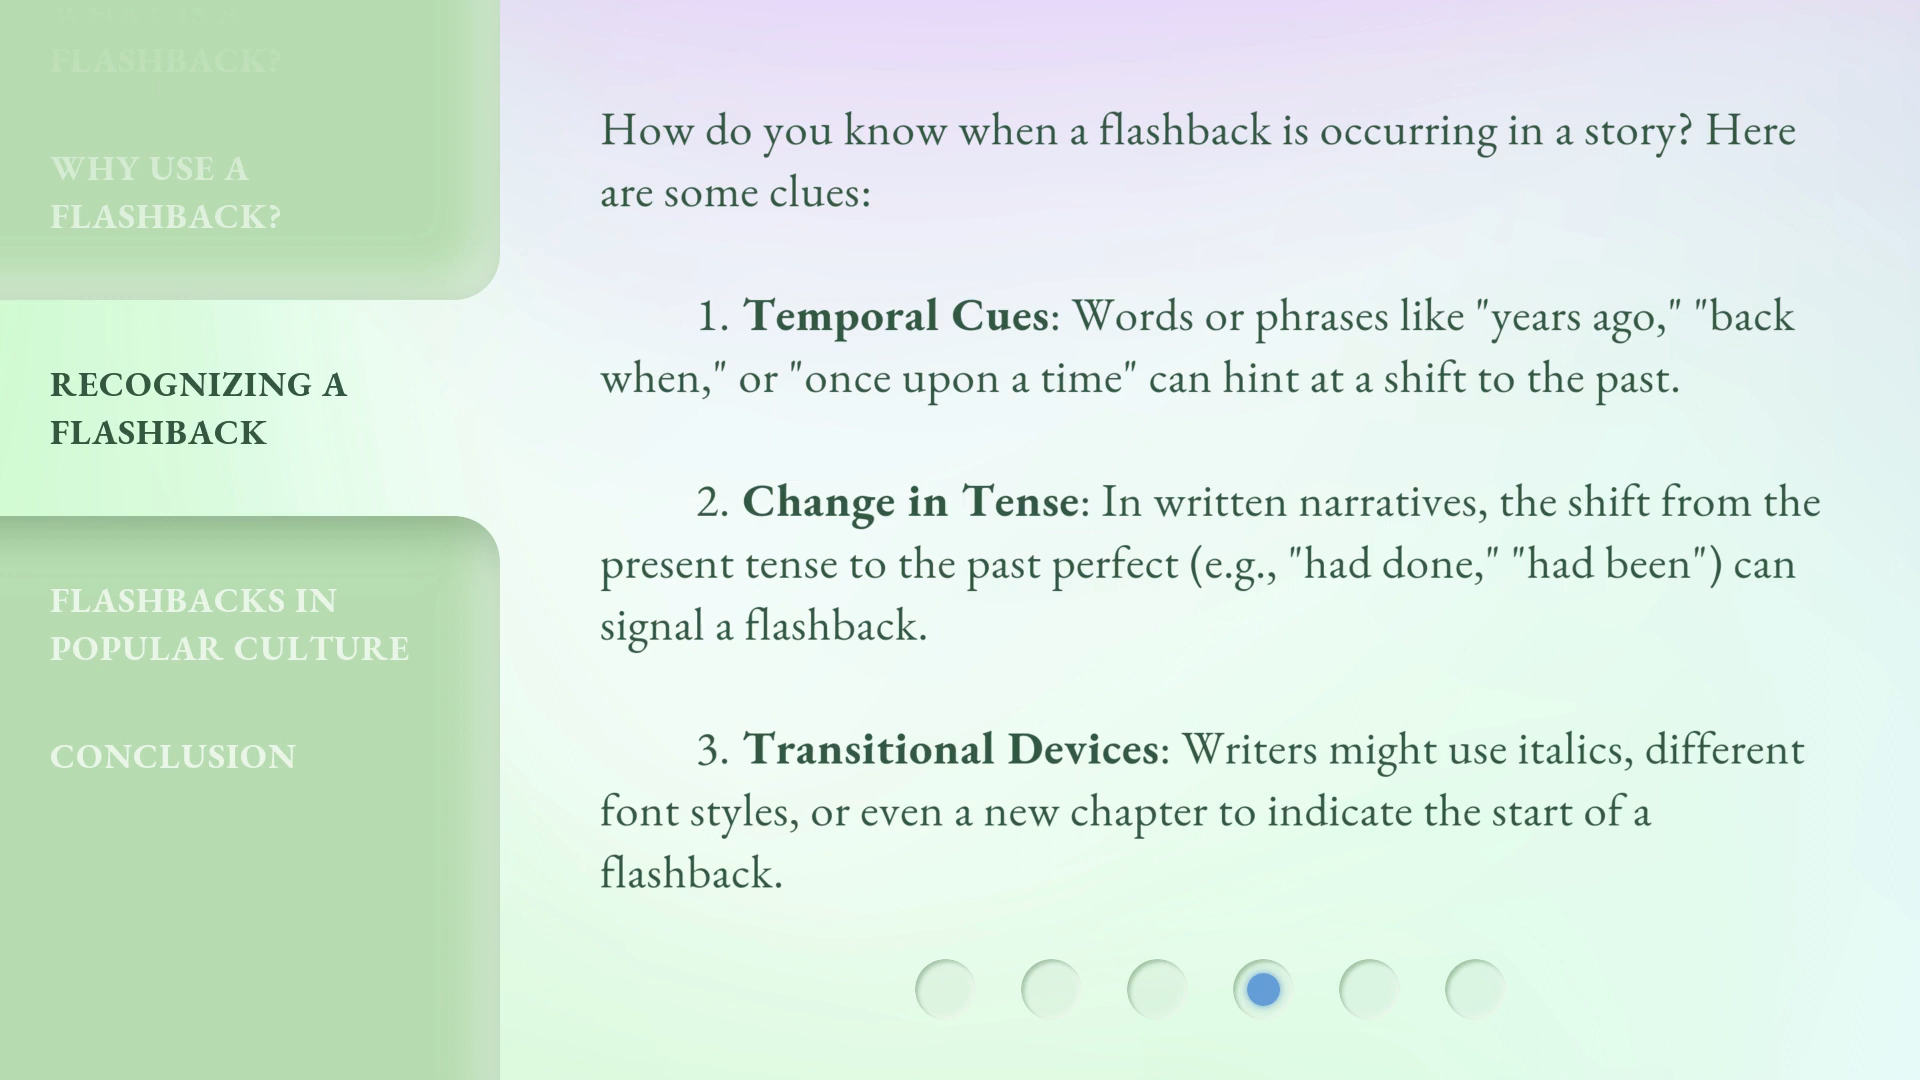 FLASHBACK?
WHY USE A
FLASHBACK?
RECOGNIZING A
FLASHBACK
FLASHBACKS IN
POPULAR CULTURE
CONCLUSION
How do you know when a flashback is occurring in a story? Here
are some clues:
1. Temporal Cues: Words or phrases like "years ago," "back
when," or "once upon a time" can hint at a shift to the past.
2. Change in Tense: In written narratives, the shift from the
present tense to the past perfect (e.g., "had done," "had been") can
signal a flashback.
3. Transitional Devices: Writers might use italics, different
font styles, or even a new chapter to indicate the start of a
flashback.